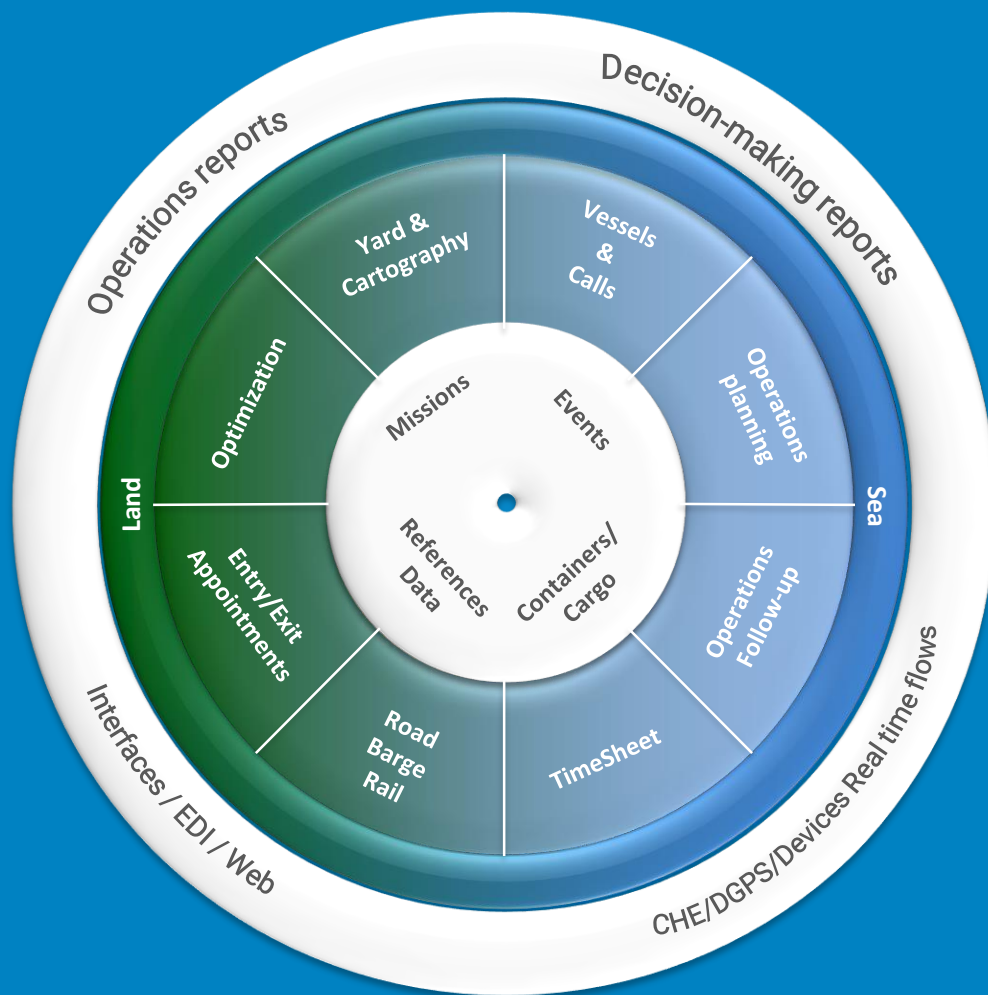 Operations reports
Decision-making reports
Yard &
Cartography
Vessels
&
Calls
Optimization
Operations
planning
Missions
Events
Land
Sea
References
Data
Containers/
Cargo
Entry/Exit
Appointments
Operations
Follow-up
Road
Barge
Rail
TimeSheet
Interfaces / EDI / Web
CHE/DGPS/Devices Real time flows